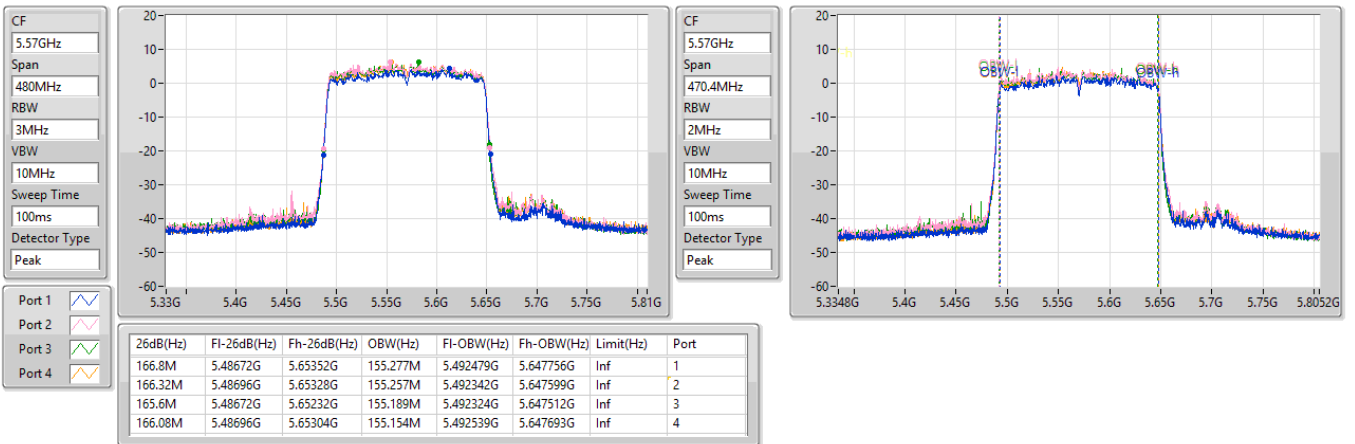 CF
5.57GHz
Span
480MHz
RBW
3MHz
VBW
10MHz
Sweep Time
100ms
Detector Type
Peak
20
10
0
-10
-20
-30
-40
-50
-60
5.33G 5.4G 5.45G 5.5G 5.55G 5.6G 5.65G 5.7G 5.75G 5.81G
CF
5.57GHz
Span
470.4MHz
RBW
2MHz
VBW
10MHz
Sweep Time
100ms
Detector Type
Peak
20
10
0
-10
-20
-30
-40
-50
-60
OBW-l OBW-h
5.3348G 5.4G 5.45G 5.5G 5.55G 5.6G 5.65G 5.7G 5.75G 5.8052G
Port 1
Port 2
Port 3
Port 4
26dB(Hz) Fl-26dB(Hz) Fh-26dB(Hz) OBW(Hz) Fl-OBW(Hz) Fh-OBW(Hz) Limit(Hz) Port
166.8M 5.48672G 5.65352G 155.277M 5.492479G 5.647756G Inf 1
166.32M 5.48696G 5.65328G 155.257M 5.492342G 5.647599G Inf 2
165.6M 5.48672G 5.65232G 155.189M 5.492324G 5.647512G Inf 3
166.08M 5.48696G 5.65304G 155.154M 5.492539G 5.647693G Inf 4